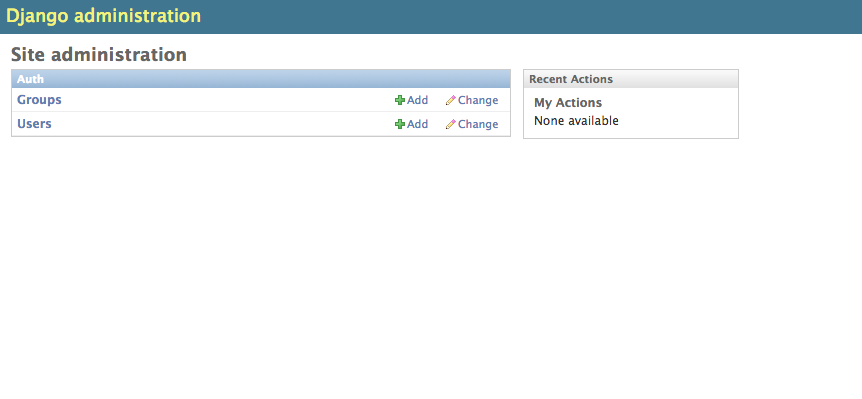 Django administration
Site administration
Auth
Groups Add Change
Users Add Change
Recent Actions
My Actions
None available